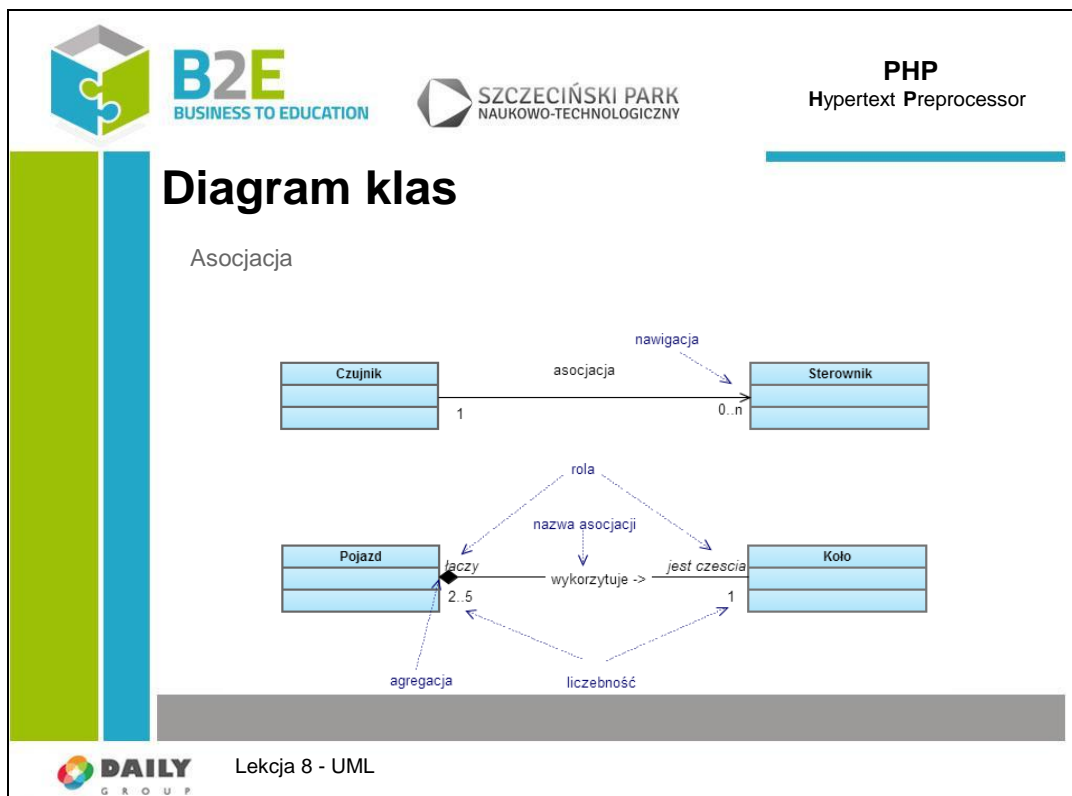 B2E
BUSINESS TO EDUCATION
SZCZECIŃSKI PARK
NAUKOWO-TECHNOLOGICZNY
PHP
Hypertext Preprocessor
Diagram klas
Asocjacja
nawigacja
Czujnik
asocjacja
Sterownik
1
0..n
rola
nazwa asocjacji
Pojazd
łaczy
wykorzytuje ->
jest czescia
Koło
2..5
1
agregacja
liczebność
DAILY
GROUP
Lekcja 8 - UML